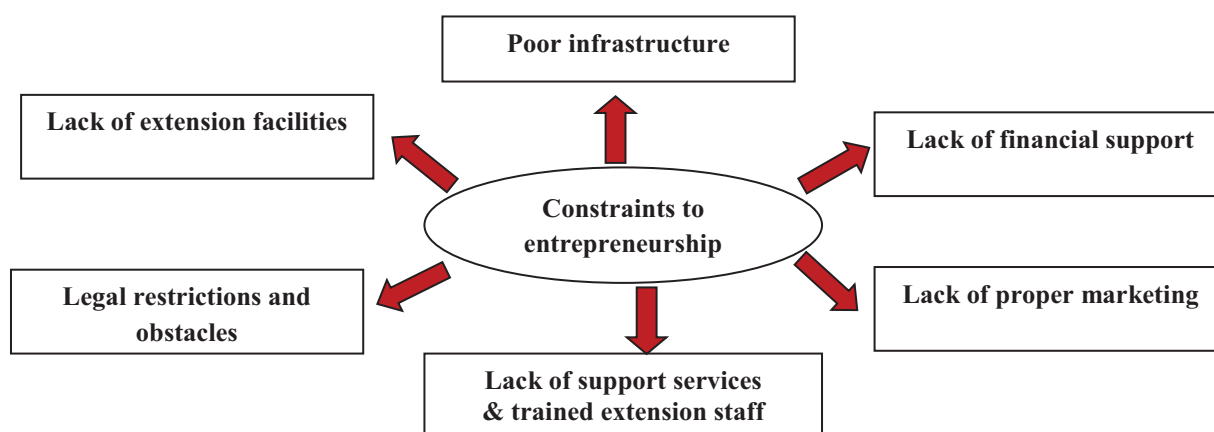 Poor infrastructure
Lack of extension facilities
Lack of financial support
Constraints to
entrepreneurship
Legal restrictions and
obstacles
Lack of proper marketing
Lack of support services
& trained extension staff